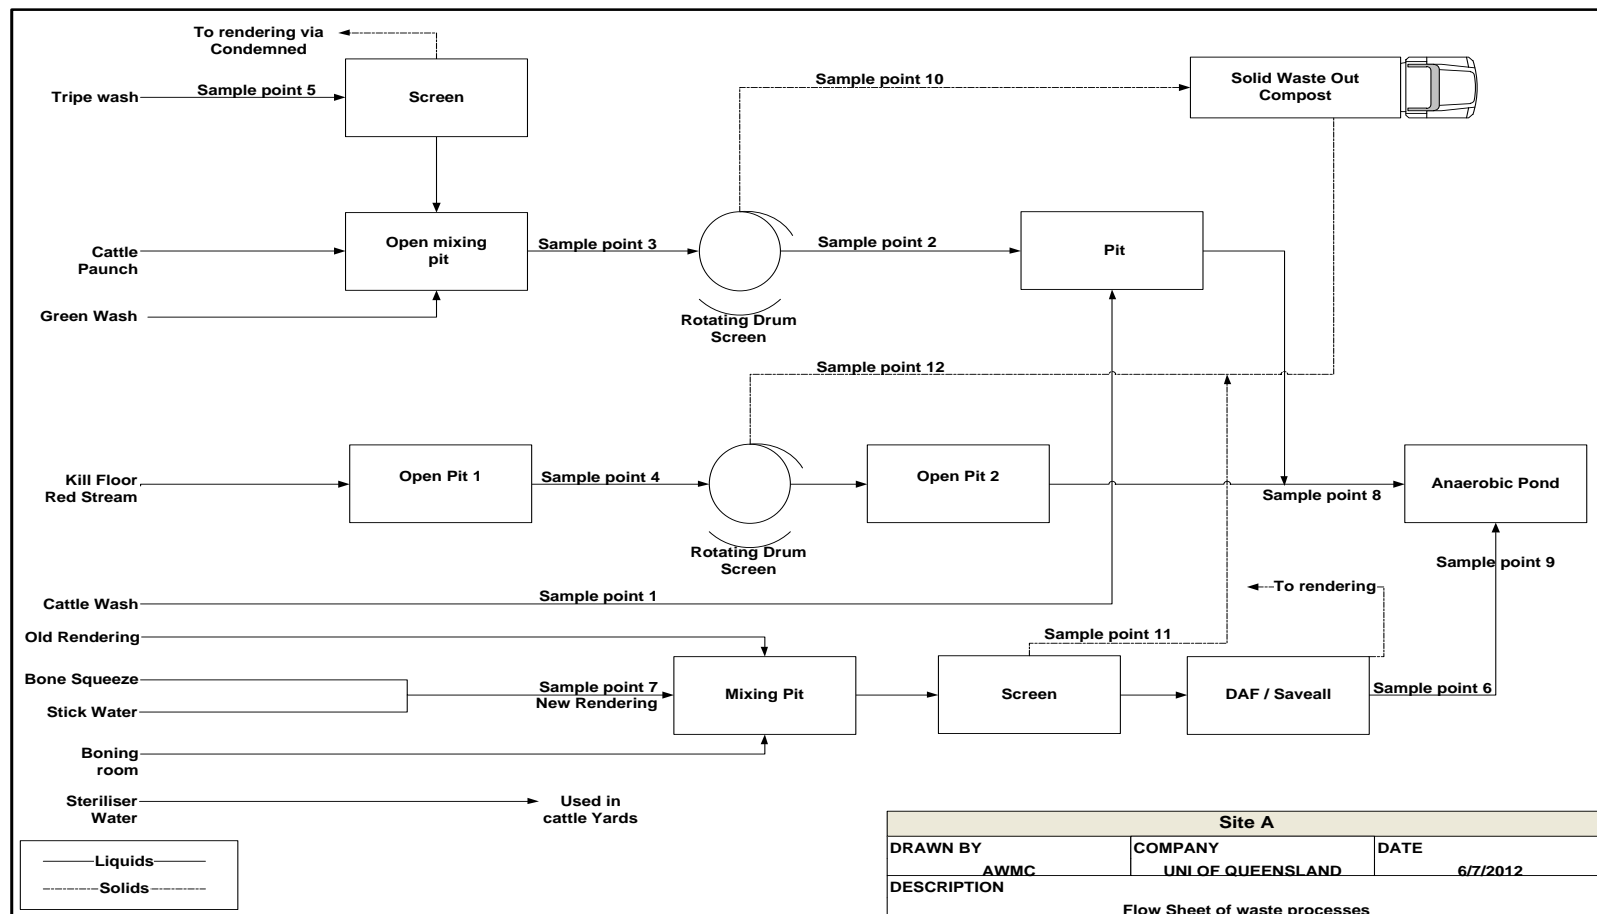 To rendering via
Condemned
Tripe wash
Sample point 5
Screen
Sample point 10
Solid Waste Out
Compost
Cattle
Paunch
Open mixing
pit
Sample point 3
Sample point 2
Pit
Green Wash
Rotating Drum
Screen
Sample point 12
Kill Floor
Red Stream
Open Pit 1
Sample point 4
Open Pit 2
Sample point 8
Anaerobic Pond
Rotating Drum
Screen
Sample point 9
Cattle Wash
Sample point 1
To rendering
Old Rendering
Sample point 11
Bone Squeeze
Stick Water
Sample point 7
New Rendering
Mixing Pit
Screen
DAF / Saveall
Sample point 6
Boning
room
Steriliser
Water
Used in
cattle Yards
Liquids
Solids
Site A
DRAWN BY
AWMC
COMPANY
UNI OF QUEENSLAND
DATE
6/7/2012
DESCRIPTION
Flow Sheet of waste processes